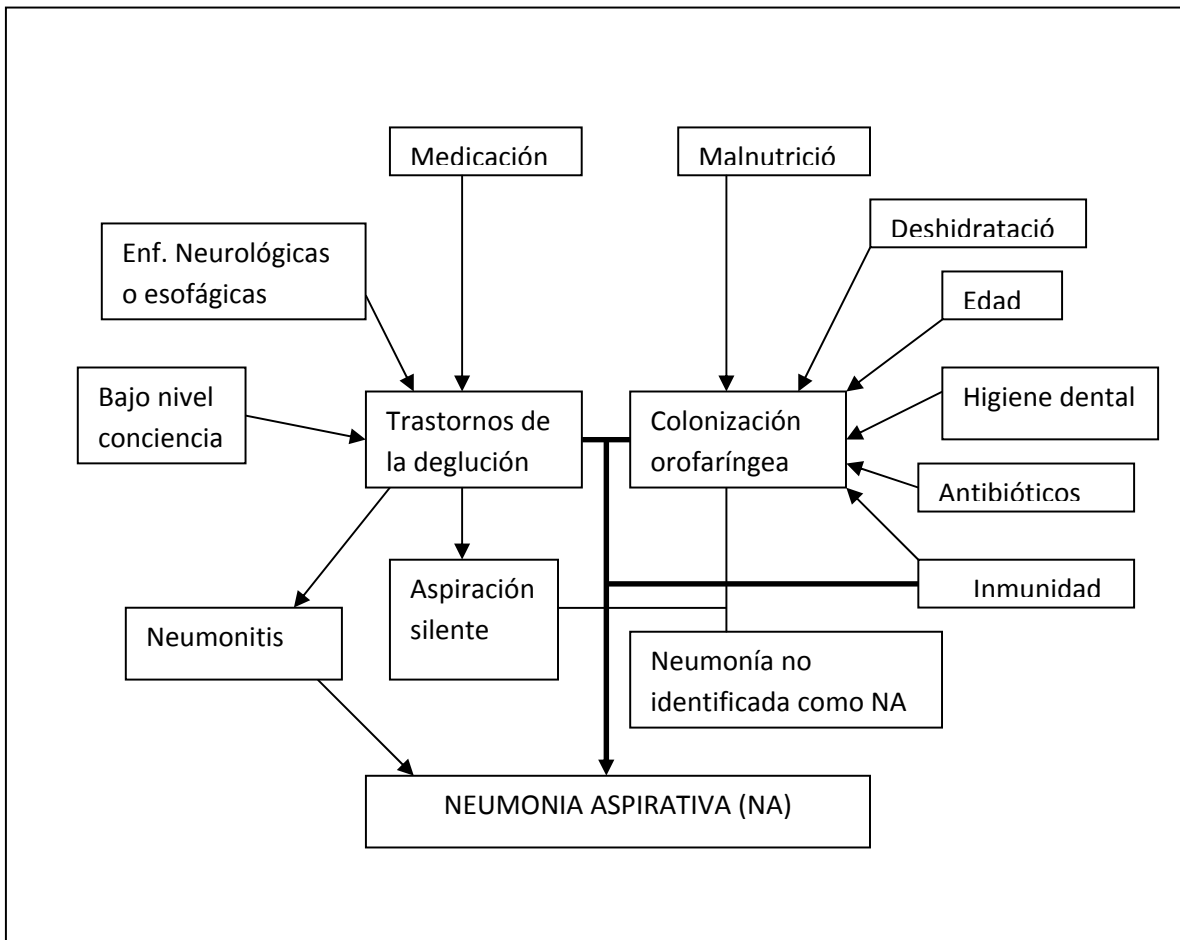 Medicación
Malnutrició
Deshidratació
Enf. Neurológicas
o esofágicas
Edad
Bajo nivel
conciencia
Trastornos de
la deglución
Colonización
orofaríngea
Higiene dental
Antibióticos
Aspiración
silente
Inmunidad
Neumonitis
Neumonía no
identificada como NA
NEUMONIA ASPIRATIVA (NA)